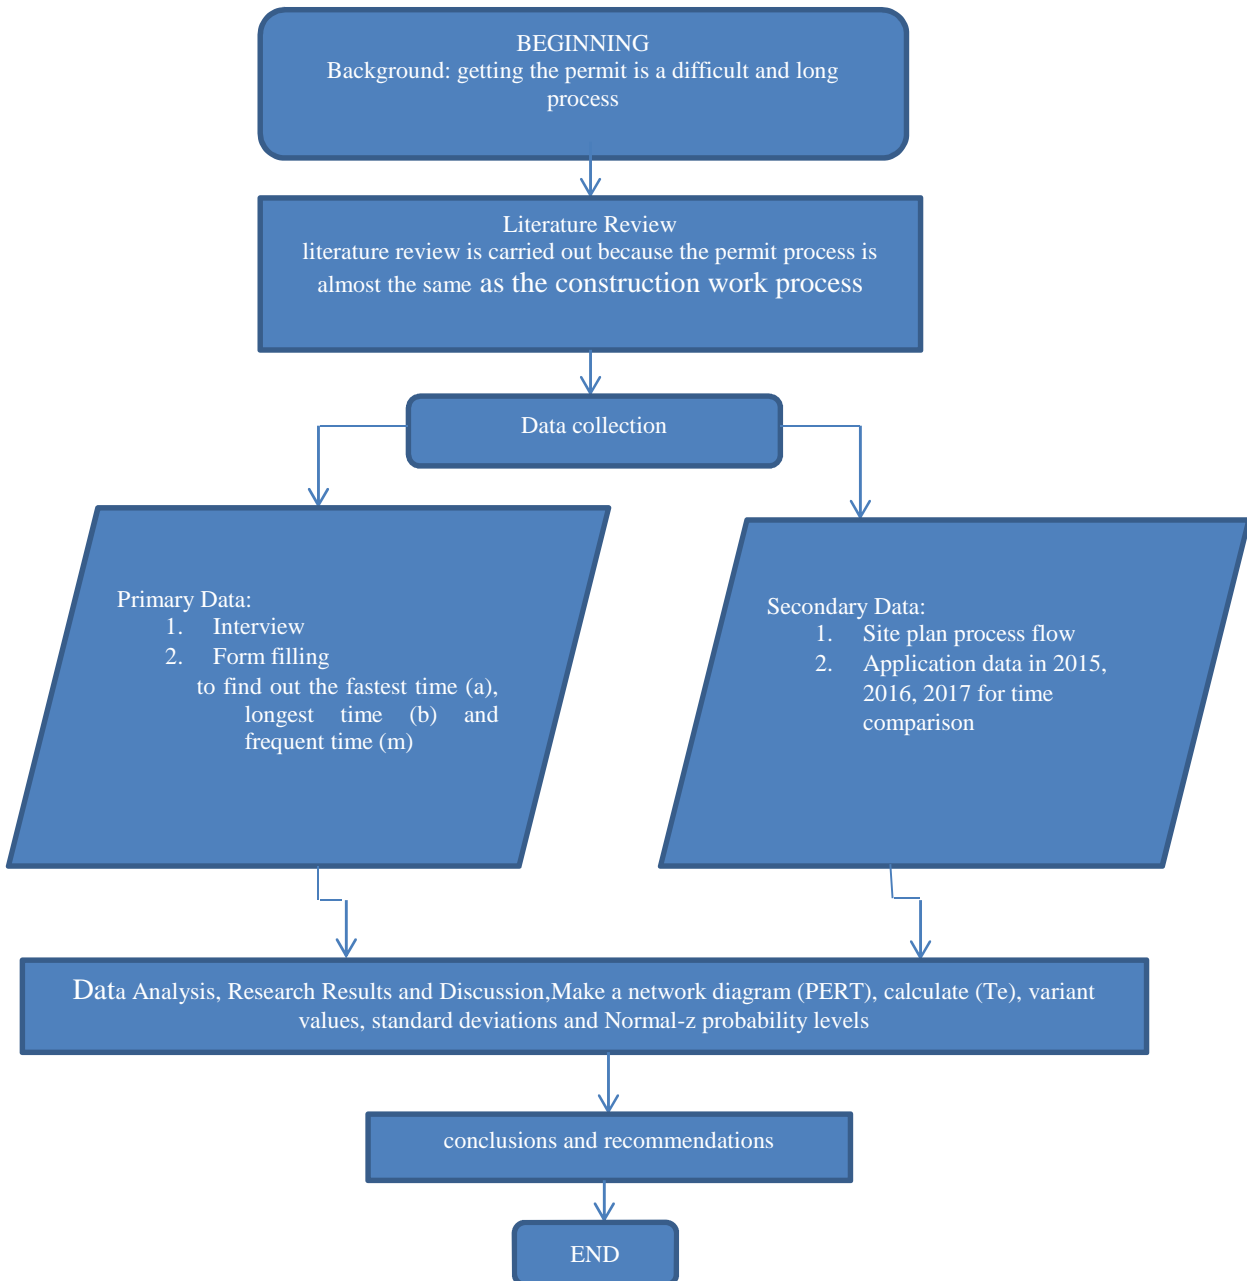 BEGINNING
Background: getting the permit is a difficult and long
process
Literature Review
literature review is carried out because the permit process is
almost the same as the construction work process
Data collection
Primary Data:
1. Interview
2. Form filling
to find out the fastest time (a),
longest time (b) and
frequent time (m)
Secondary Data:
1. Site plan process flow
2. Application data in 2015,
2016, 2017 for time
comparison
Data Analysis, Research Results and Discussion,Make a network diagram (PERT), calculate (Te), variant
values, standard deviations and Normal-z probability levels
conclusions and recommendations
END